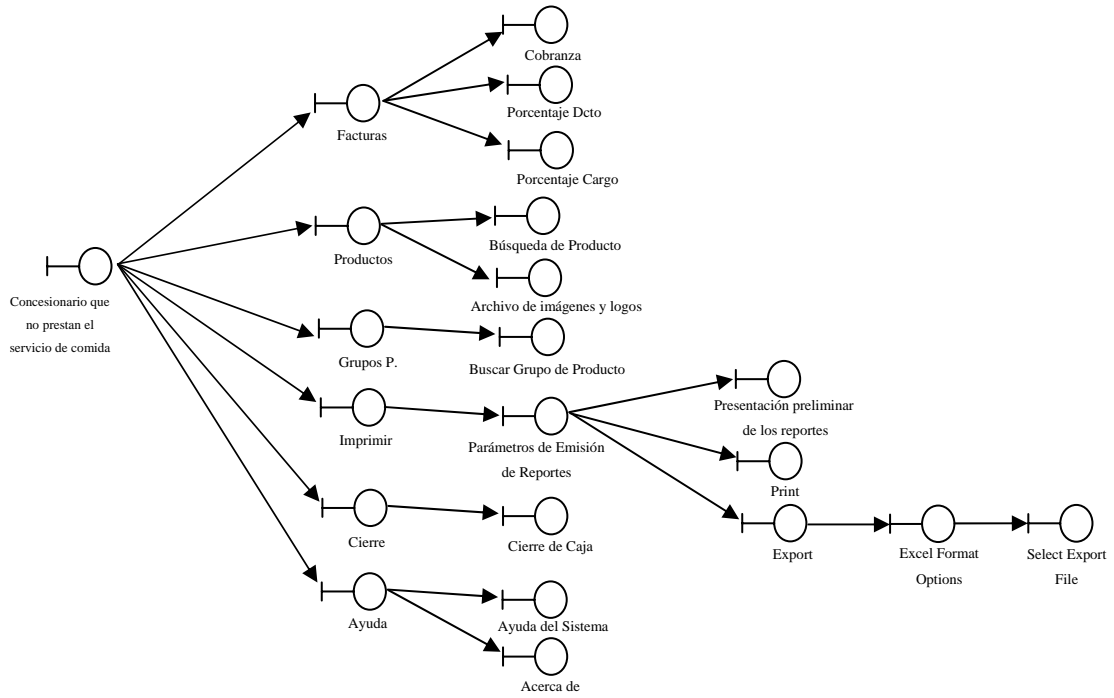 Cobranza
Porcentaje Dcto
Facturas
Porcentaje Cargo
Búsqueda de Producto
Productos
Archivo de imágenes y logos
Concesionario que
no prestan el
servicio de comida
Grupos P.
Buscar Grupo de Producto
Presentación preliminar
de los reportes
Imprimir
Parámetros de Emisión
de Reportes
Print
Cierre
Cierre de Caja
Export
Excel Format
Options
Select Export
File
Ayuda
Ayuda del Sistema
Acerca de